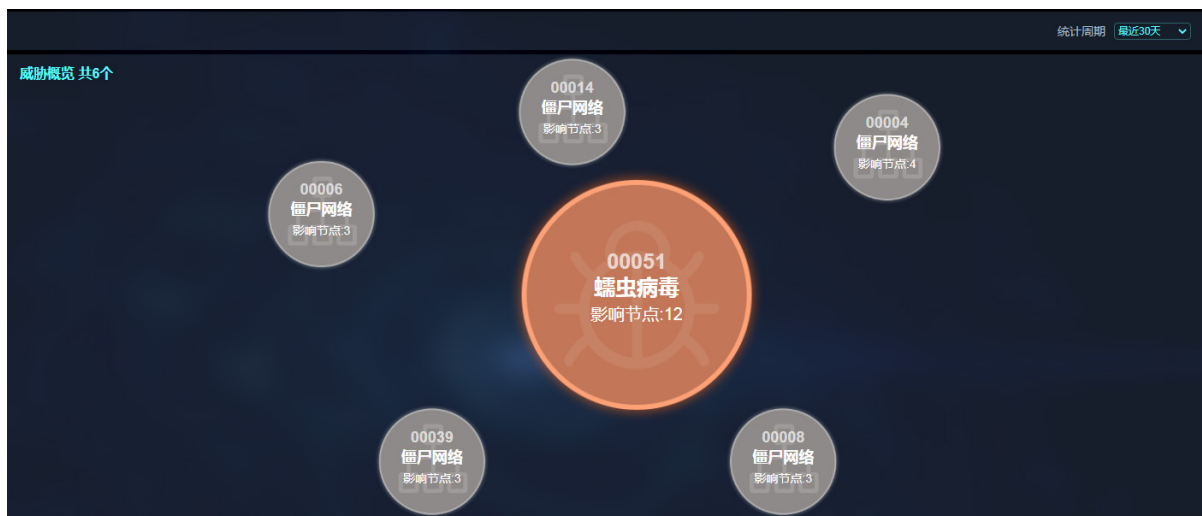 统计周期 最近30天
威胁概览 共6个
00014
僵尸网络
影响节点:3
00004
僵尸网络
影响节点:4
00006
僵尸网络
影响节点:3
00051
蠕虫病毒
影响节点:12
00039
僵尸网络
影响节点:3
00008
僵尸网络
影响节点:3